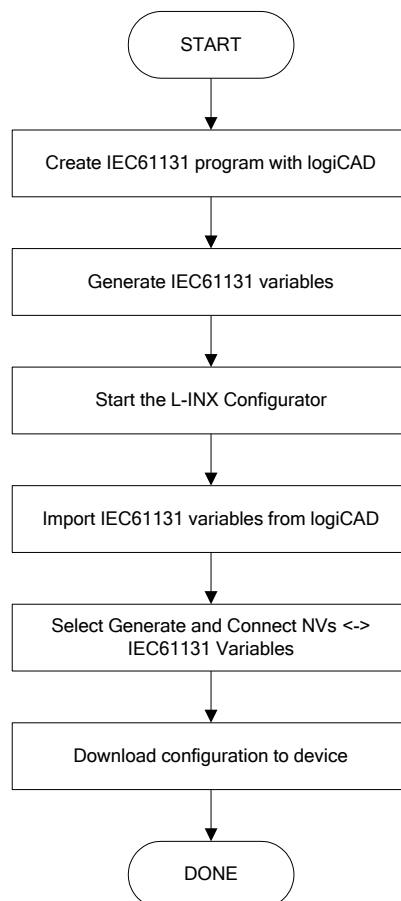 START
Create IEC61131 program with logiCAD
Generate IEC61131 variables
Start the L-INX Configurator
Import IEC61131 variables from logiCAD
Select Generate and Connect NVs <->
IEC61131 Variables
Download configuration to device
DONE